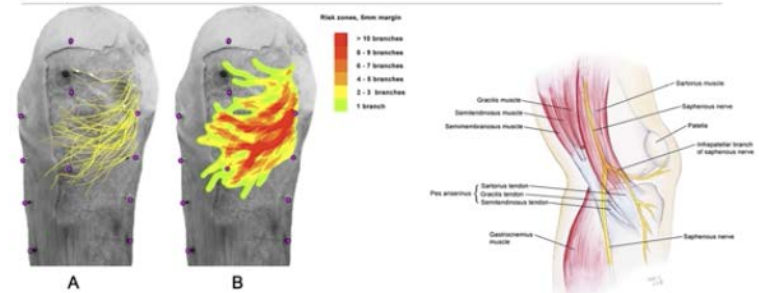 Risk zones, 5mm margin
> 10 branches
8 - 9 branches
6 - 7 branches
4 - 5 branches
2 - 3 branches
1 branch
A
B
Gracilis muscle
Semitendinosus muscle
Semimembranosus muscle
Pes anserinus
Sartorius tendon
Gracilis tendon
Semitendinosus tendon
Gastrocnemius
muscle
Sartorius muscle
Saphenous nerve
Patella
Infrapatellar branch
of saphenous nerve
Saphenous nerve